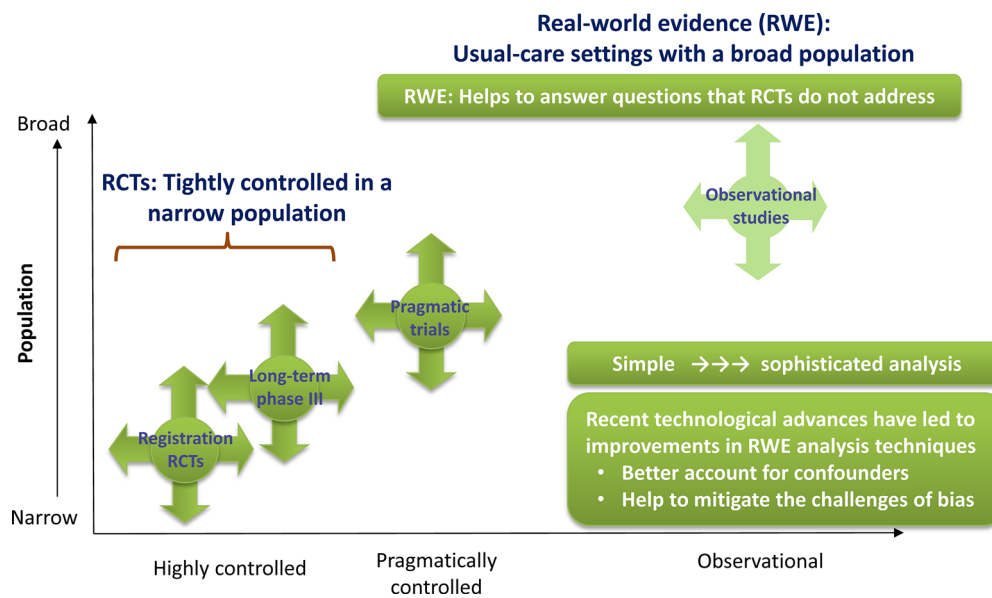 Real-world evidence (RWE):
Usual-care settings with a broad population
RWE: Helps to answer questions that RCTs do not address
Broad
RCTs: Tightly controlled in a
narrow population
Observational
studies
Population
Pragmatic
trials
Long-term
phase III
Registration
RCTs
Simple →→→ sophisticated analysis
Recent technological advances have led to
improvements in RWE analysis techniques
• Better account for confounders
• Help to mitigate the challenges of bias
Narrow
Highly controlled
Pragmatically
controlled
Observational